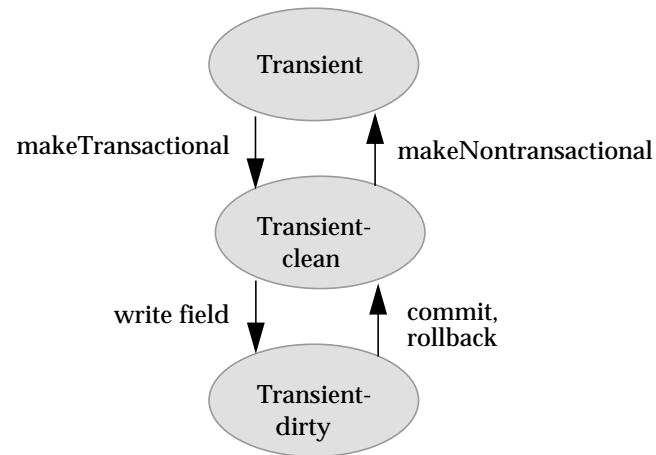 Transient
makeTransactional
makeNontransactional
Transient-
clean
write field
commit,
rollback
Transient-
dirty